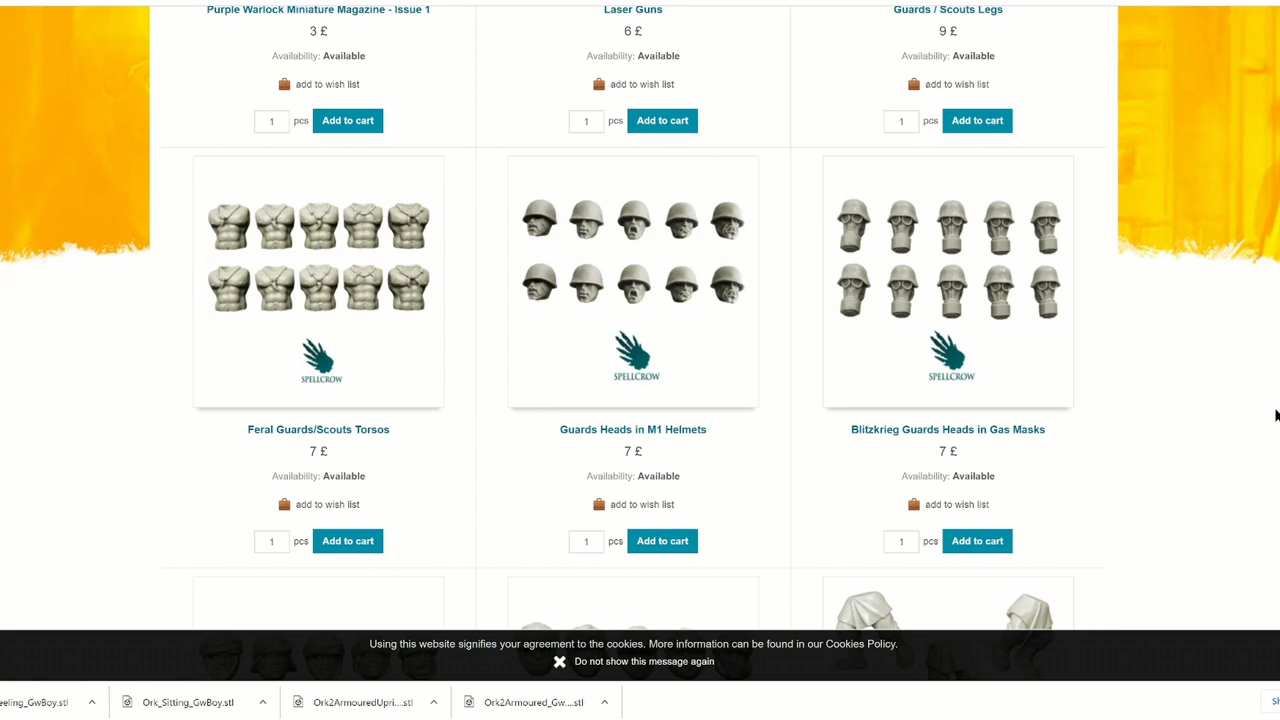 Purple Warlock Miniature Magazine - Issue 1
Laser Guns
Guards / Scouts Legs
3 £
6 £
9 £
Availability: Available
Availability: Available
Availability: Available
add to wish list
add to wish list
add to wish list
1 pcs Add to cart
1 pcs Add to cart
1 pcs Add to cart
SPELLCROW
SPELLCROW
SPELLCROW
Feral Guards/Scouts Torsos
Guards Heads in M1 Helmets
Blitzkrieg Guards Heads in Gas Masks
7 £
7 £
7 £
Availability: Available
Availability: Available
Availability: Available
add to wish list
add to wish list
add to wish list
1 pcs Add to cart
1 pcs Add to cart
1 pcs Add to cart
Using this website signifies your agreement to the cookies. More information can be found in our Cookies Policy.
Do not show this message again
eeling_GwBoy.stl
Ork_Sitting_GwBoy.stl
Ork2ArmouredUpri....stl
Ork2Armoured_Gw....stl